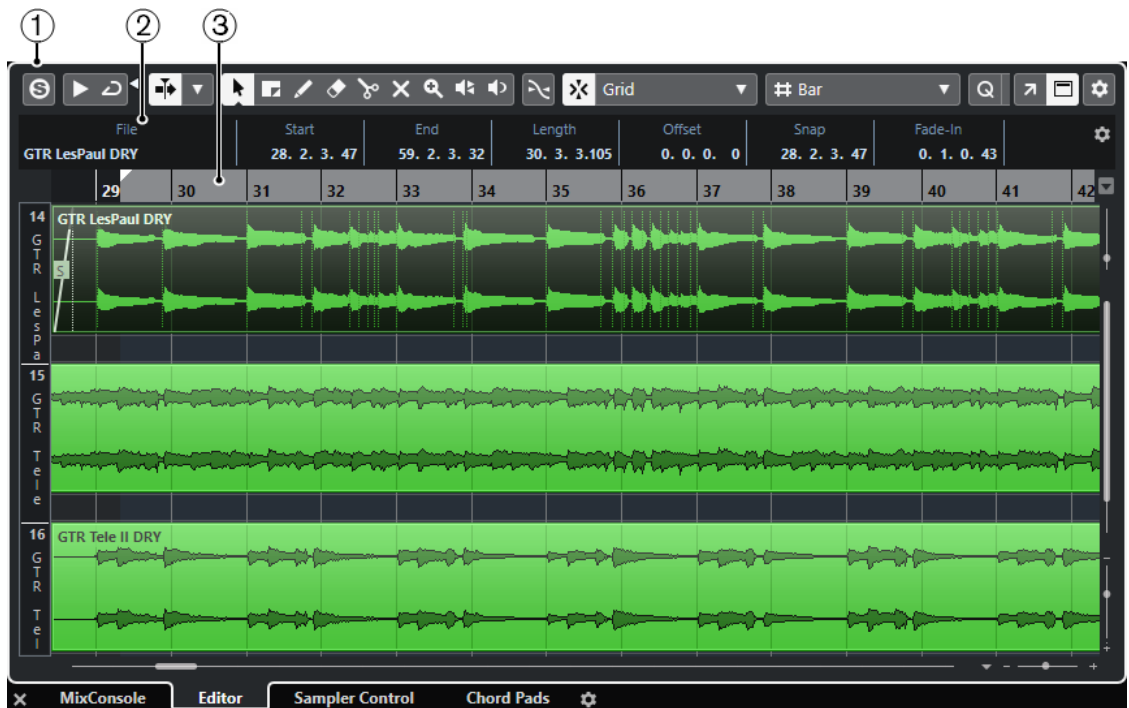 1 2 3
S Grid Bar Q
File Start End Length Offset Snap Fade-In
GTR LesPaul DRY 28. 2. 3. 47 59. 2. 3. 32 30. 3. 3.105 0. 0. 0. 0 28. 2. 3. 47 0. 1. 0. 43
29 30 31 32 33 34 35 36 37 38 39 40 41 42
14 GTR LesPaul DRY
GTR LesPa
S
15
GTR Tele
16 GTR Tele II DRY
GTR Tel
MixConsole Editor Sampler Control Chord Pads